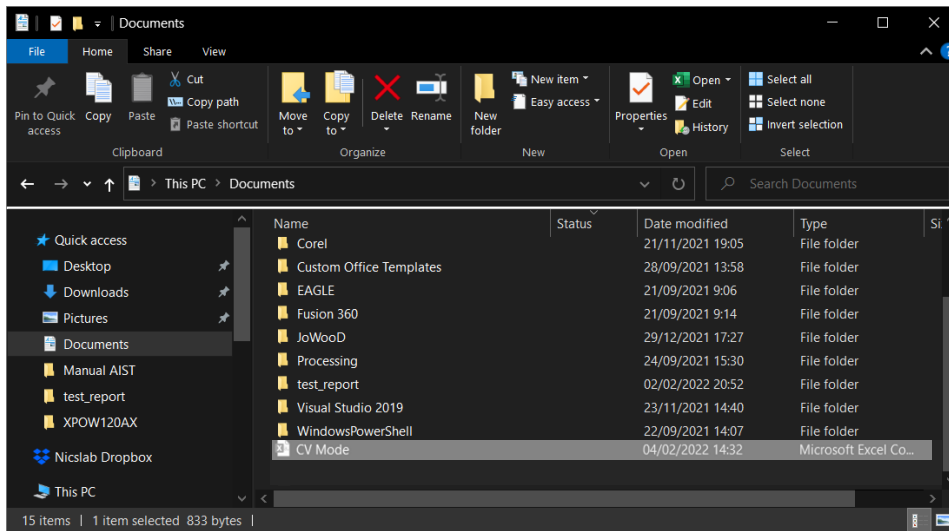 Documents
File Home Share View
Pin to Quick access
Copy
Paste
Cut
Copy path
Paste shortcut
Clipboard
Move to
Copy to
Delete
Rename
Organize
New folder
New item
Easy access
New
Properties
Open
Edit
History
Open
Select all
Select none
Invert selection
Select
This PC > Documents
Search Documents
Quick access
Desktop
Downloads
Pictures
Documents
Manual AIST
test_report
XPOW120AX
Nicslab Dropbox
This PC
Name Status Date modified Type Si
Corel 21/11/2021 19:05 File folder
Custom Office Templates 28/09/2021 13:58 File folder
EAGLE 21/09/2021 9:06 File folder
Fusion 360 21/09/2021 9:14 File folder
JoWooD 29/12/2021 17:27 File folder
Processing 24/09/2021 15:30 File folder
test_report 02/02/2022 20:52 File folder
Visual Studio 2019 23/11/2021 14:40 File folder
WindowsPowerShell 22/09/2021 14:07 File folder
CV Mode 04/02/2022 14:32 Microsoft Excel Co...
15 items | 1 item selected 833 bytes |